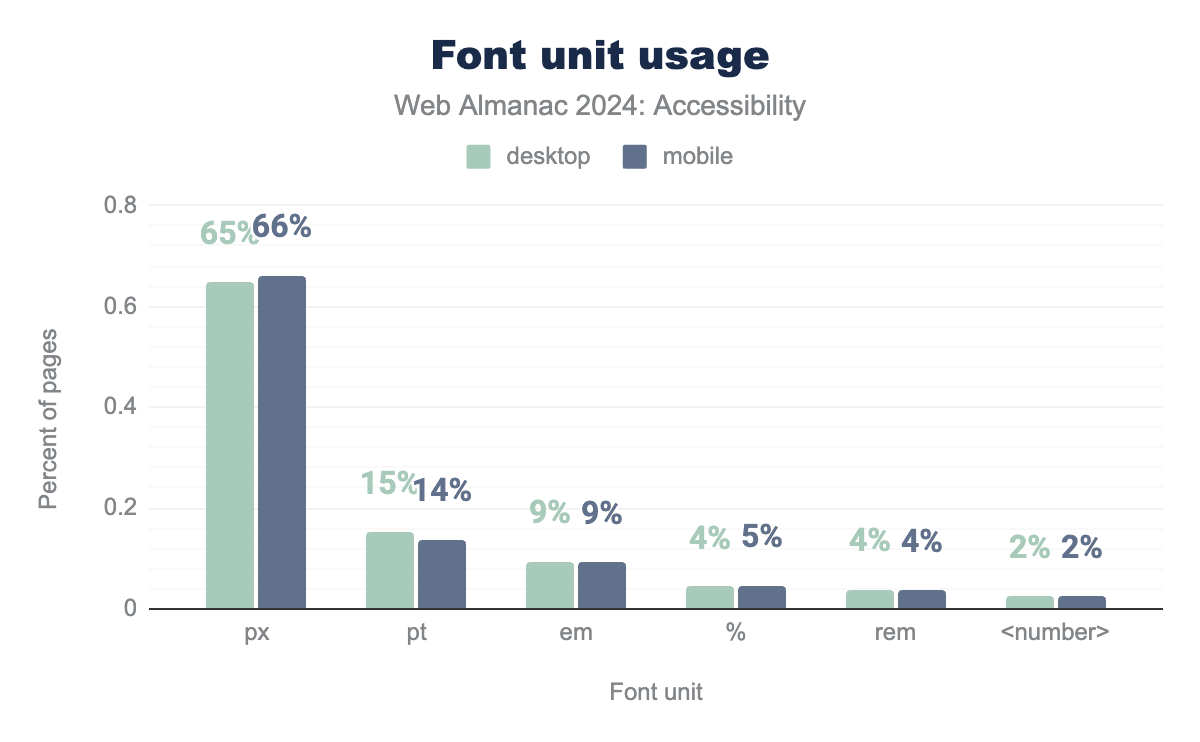 Font unit usage
Web Almanac 2024: Accessibility
desktop mobile
0.8
65% 66%
0.6
0.4
15% 14%
9% 9%
0.2
4% 5%
4% 4%
2% 2%
0
Percent of pages
px pt em % rem <number>
Font unit